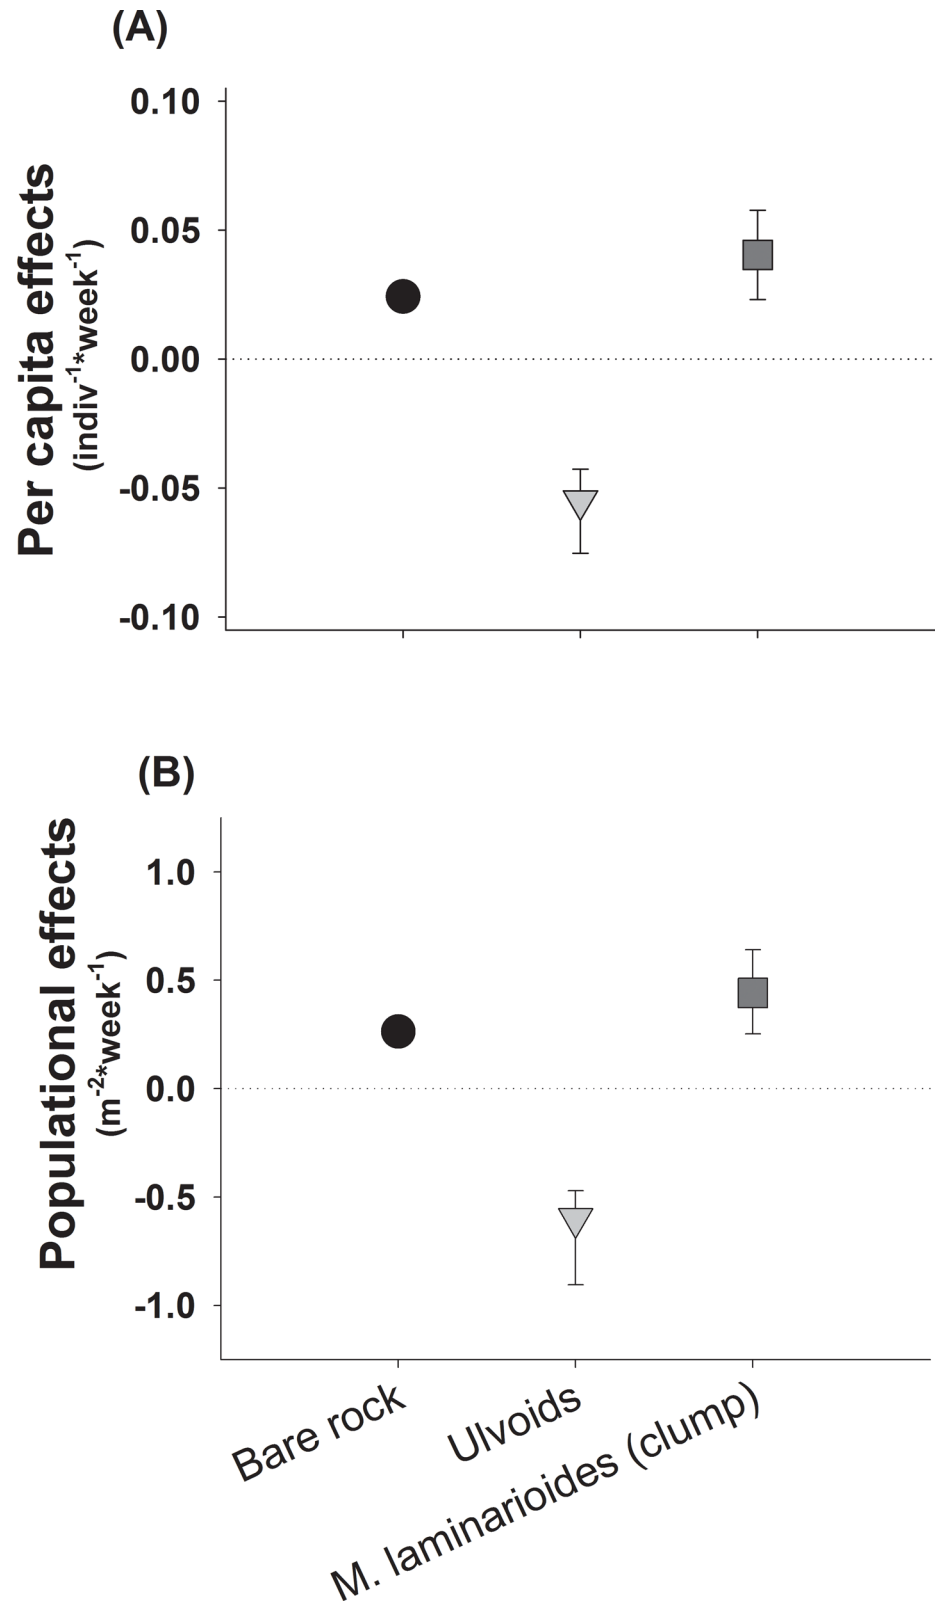 (A)
Per capita effects
(indiv⁻¹*week⁻¹)
0.10
0.05
0.00
-0.05
-0.10
(B)
Populational effects
(m⁻²*week⁻¹)
1.0
0.5
0.0
-0.5
-1.0
Bare rock
Ulvoids
M. laminarioides (clump)